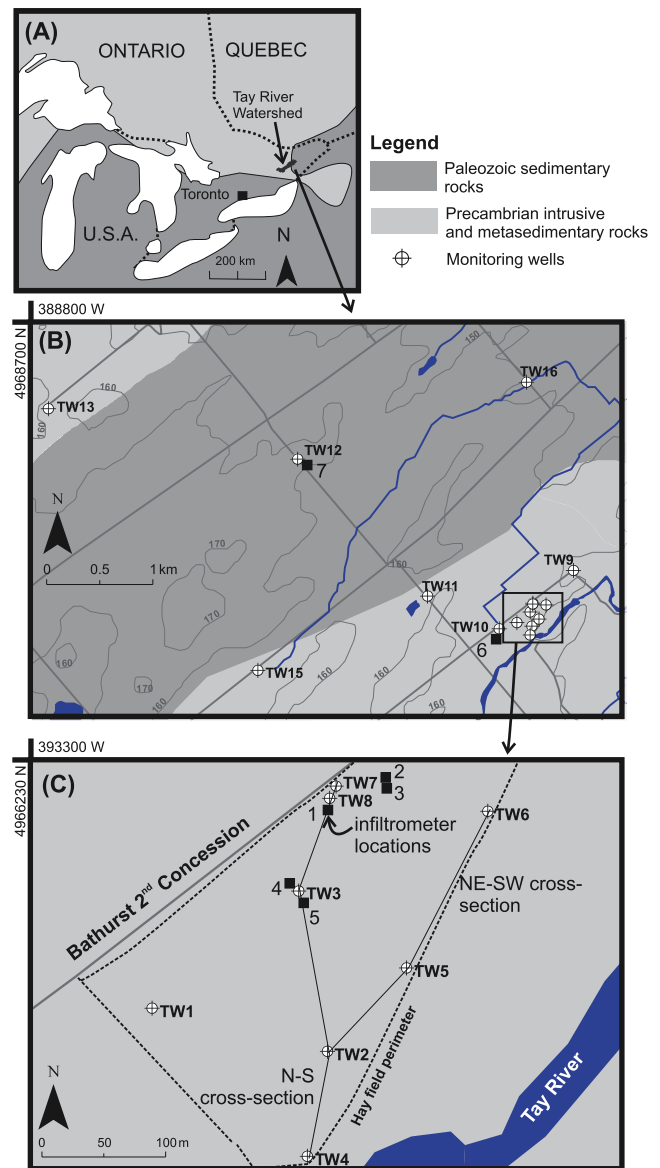 (A)
ONTARIO
QUEBEC
Tay River
Watershed
Toronto
U.S.A.
N
200 km
Legend
Paleozoic sedimentary
rocks
Precambrian intrusive
and metasedimentary rocks
Monitoring wells
388800 W
4968700 N
(B)
150
160
TW13
160
TW16
TW12
7
N
170
0 0.5 1 km
150
TW9
TW11
170
TW10
6
160
TW15
170
160
160
393300 W
4966230 N
(C)
TW7
2
3
TW8
1
infiltrometer
locations
TW6
Bathurst 2nd Concession
4
TW3
5
NE-SW cross-
section
TW5
TW1
TW2
Hay field perimeter
N-S
cross-section
Tay River
N
0 50 100 m
TW4